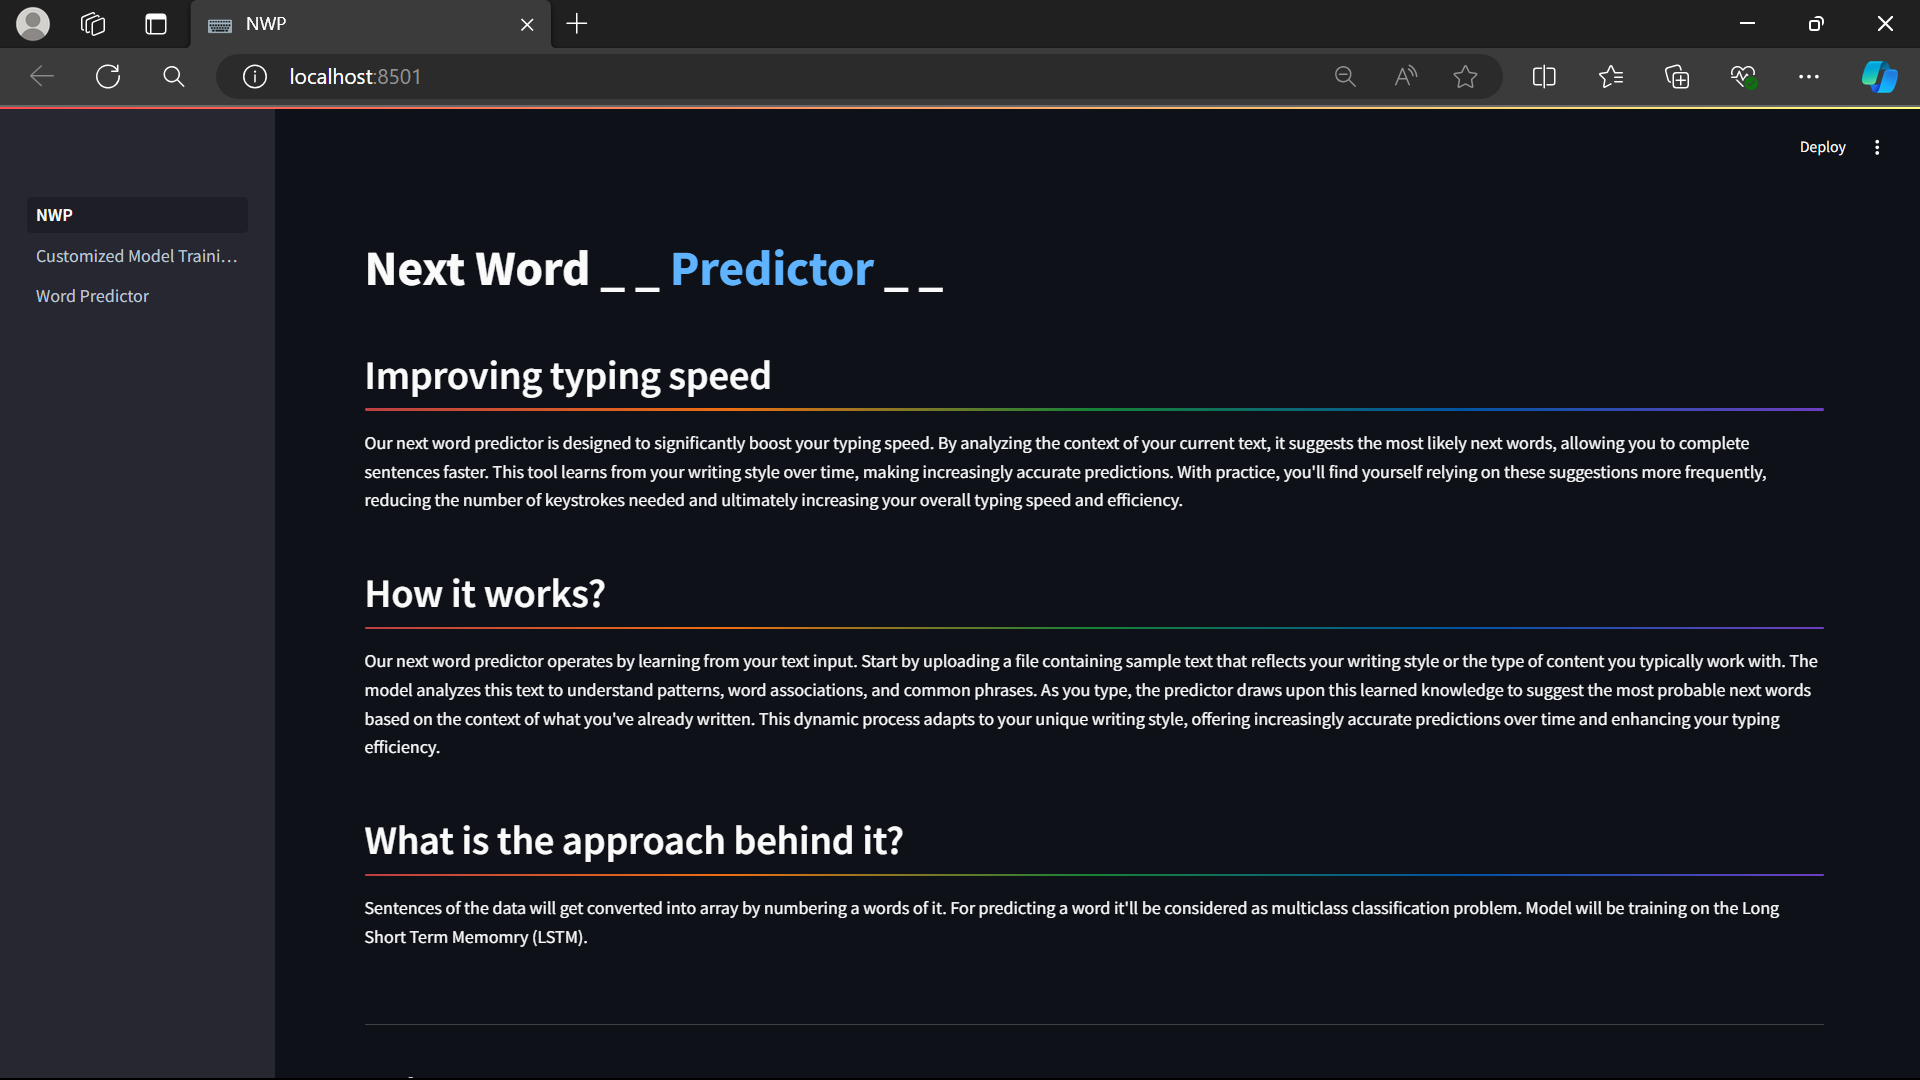 NWP
localhost:8501
Deploy
NWP
Customized Model Traini...
Word Predictor
Next Word _ _ Predictor _ _
Improving typing speed
Our next word predictor is designed to significantly boost your typing speed. By analyzing the context of your current text, it suggests the most likely next words, allowing you to complete
sentences faster. This tool learns from your writing style over time, making increasingly accurate predictions. With practice, you'll find yourself relying on these suggestions more frequently,
reducing the number of keystrokes needed and ultimately increasing your overall typing speed and efficiency.
How it works?
Our next word predictor operates by learning from your text input. Start by uploading a file containing sample text that reflects your writing style or the type of content you typically work with. The
model analyzes this text to understand patterns, word associations, and common phrases. As you type, the predictor draws upon this learned knowledge to suggest the most probable next words
based on the context of what you've already written. This dynamic process adapts to your unique writing style, offering increasingly accurate predictions over time and enhancing your typing
efficiency.
What is the approach behind it?
Sentences of the data will get converted into array by numbering a words of it. For predicting a word it'll be considered as multiclass classification problem. Model will be training on the Long
Short Term Memomry (LSTM).